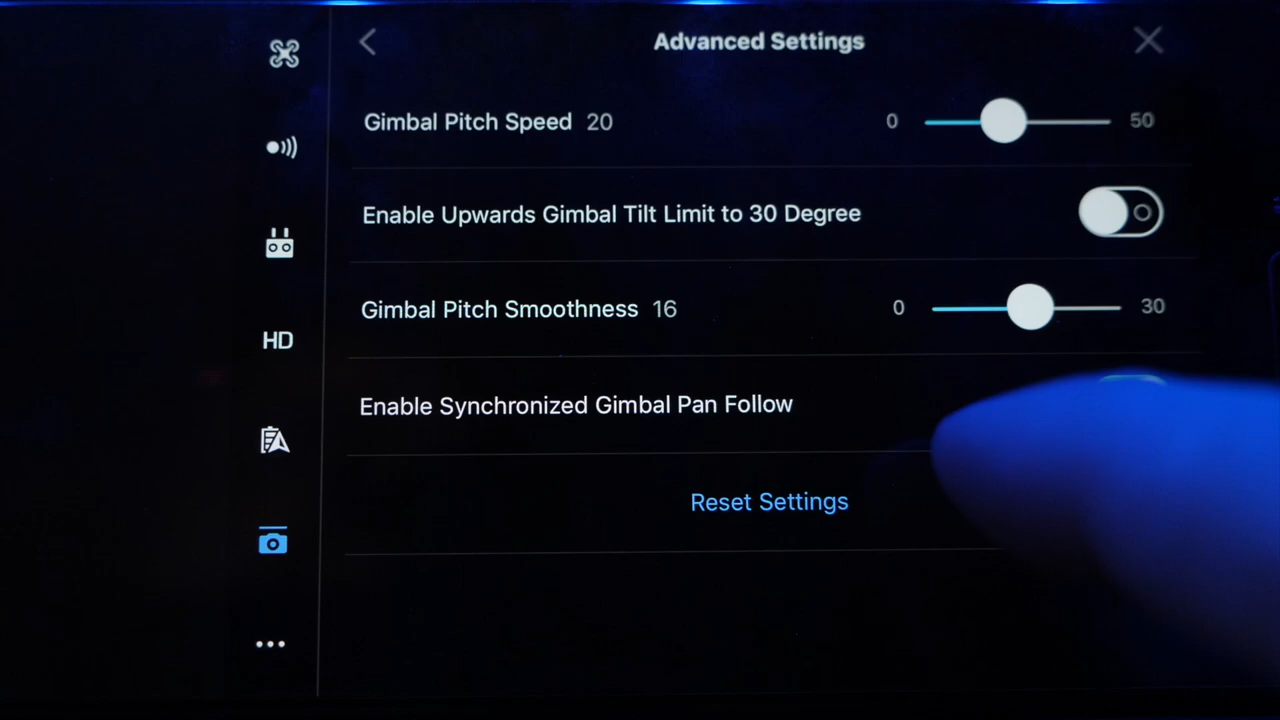 Advanced Settings
Gimbal Pitch Speed 20 0 50
Enable Upwards Gimbal Tilt Limit to 30 Degree
Gimbal Pitch Smoothness 16 0 30
HD
Enable Synchronized Gimbal Pan Follow
Reset Settings